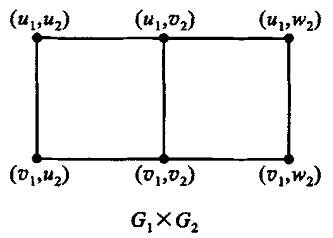 (u₁,u₂) (u₁,v₂) (u₁,w₂)
(v₁,u₂) (v₁,v₂) (v₁,w₂)
G₁×G₂